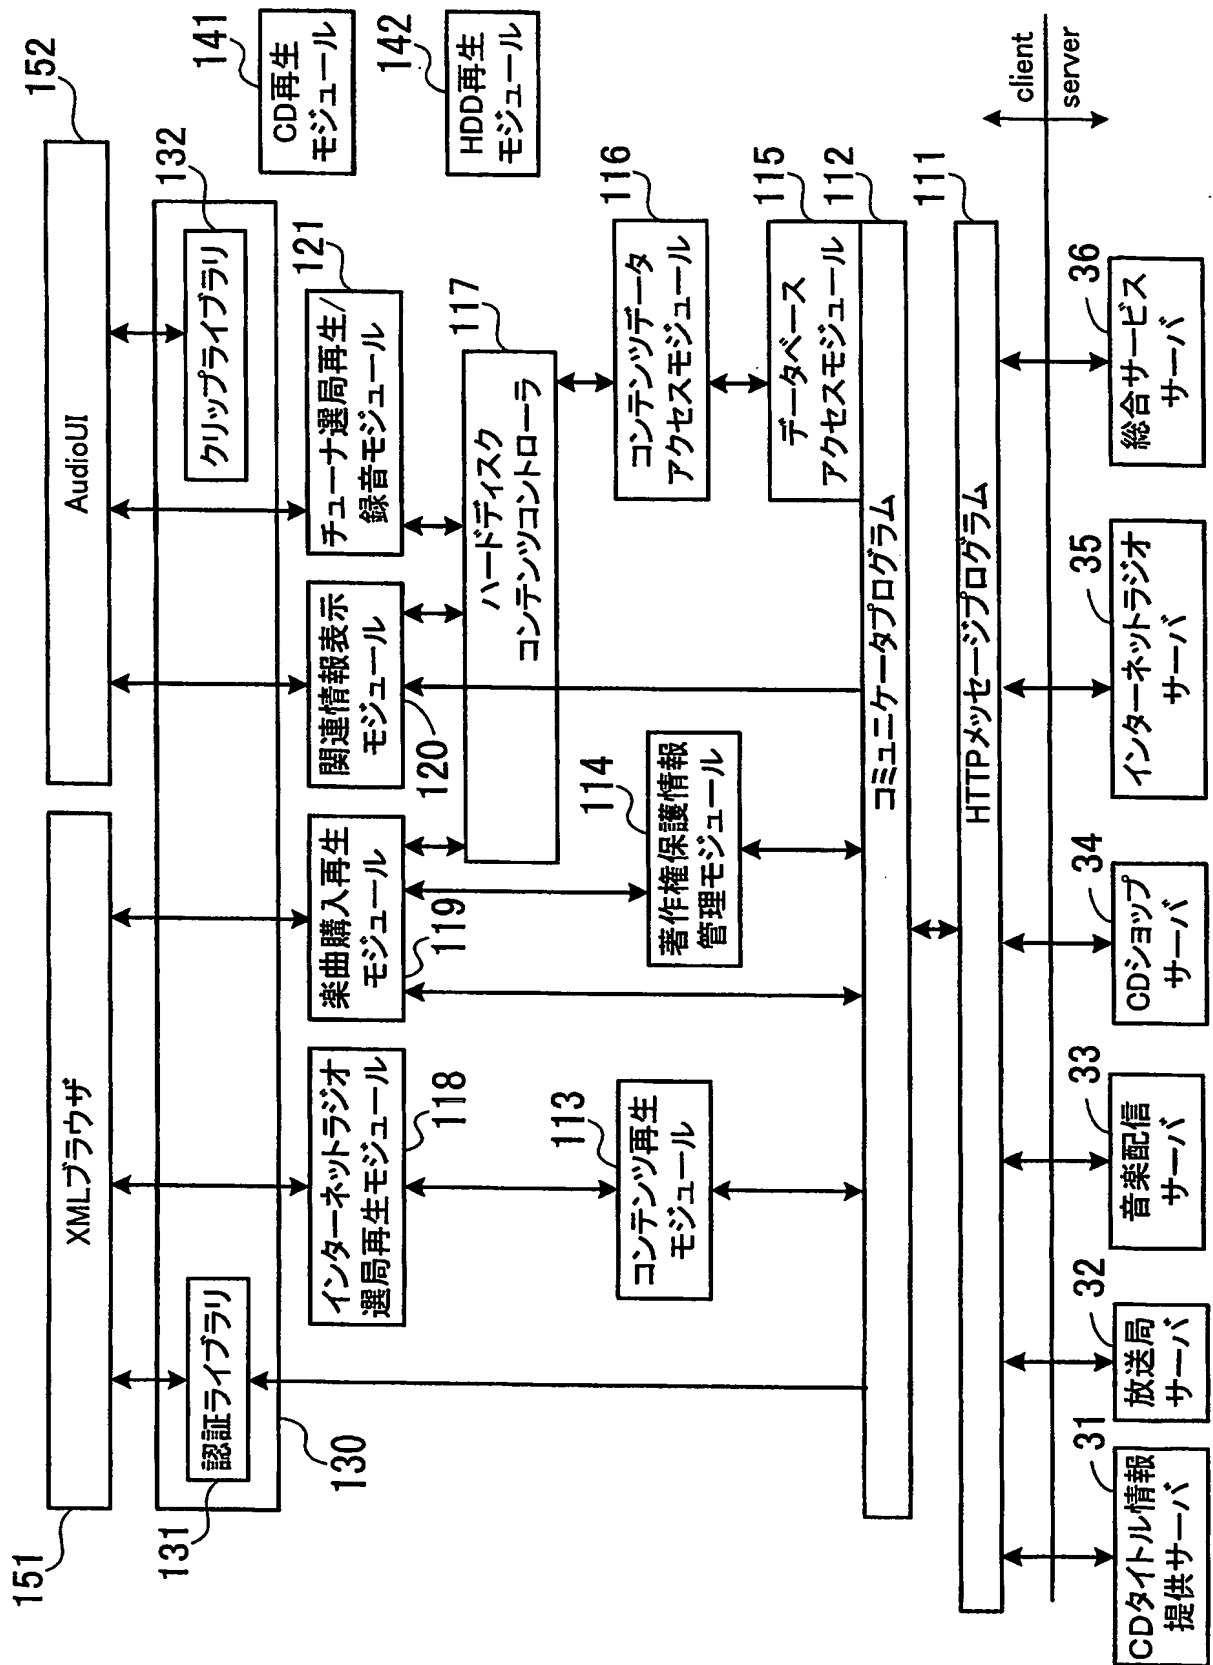 151
XMLブラウザ
AudioUI
152
131
認証ライブラリ
130
クリップライブラリ
132
インターネットラジオ
選局再生モジュール
118
楽曲購入再生
モジュール
119
関連情報表示
モジュール
120
チューナ選局再生/
録音モジュール
121
CD再生
モジュール
141
HDD再生
モジュール
142
ハードディスク
コンテンツコントローラ
117
コンテンツ再生
モジュール
113
著作権保護情報
管理モジュール
114
コンテンツデータ
アクセスモジュール
116
データベース
アクセスモジュール
115
コミュニケータプログラム
112
HTTPメッセージプログラム
111
client
server
CDタイトル情報
提供サーバ
31
放送局
サーバ
32
音楽配信
サーバ
33
CDショップ
サーバ
34
インターネットラジオ
サーバ
35
総合サービス
サーバ
36